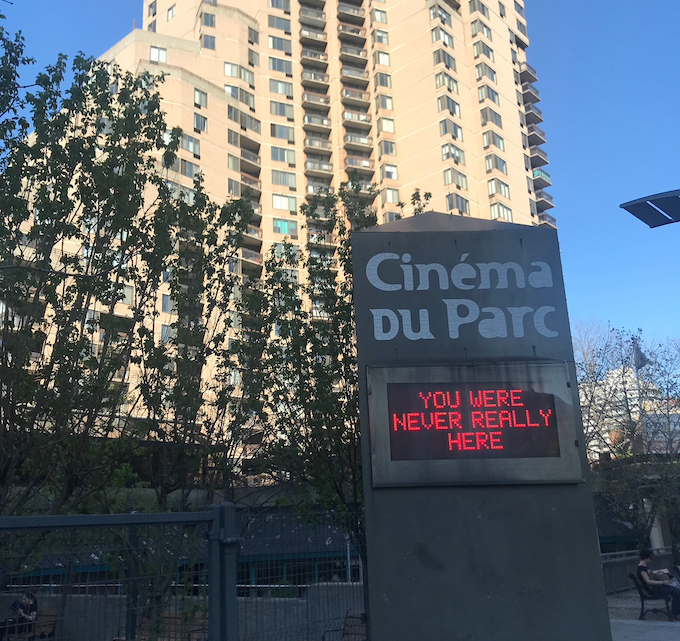 Cinéma
DU Parc
YOU WERE
NEVER REALLY
HERE